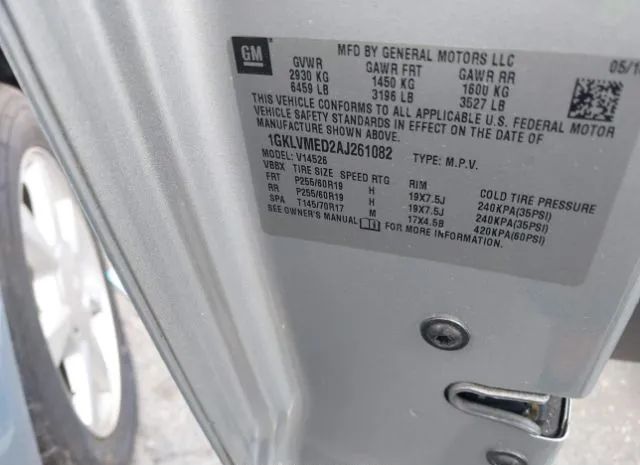 GM
MFD BY GENERAL MOTORS LLC
05/1
GVWR GAWR FRT GAWR RR
2930 KG 1450 KG 1600 KG
6459 LB 3196 LB 3527 LB
THIS VEHICLE CONFORMS TO ALL APPLICABLE U.S. FEDERAL MOTOR
VEHICLE SAFETY STANDARDS IN EFFECT ON THE DATE OF
MANUFACTURE SHOWN ABOVE.
1GKLVMED2AJ261082 TYPE: M.P.V.
MODEL: V14526
VBBX TIRE SIZE SPEED RTG RIM COLD TIRE PRESSURE
FRT P255/60R19 H 19X7.5J 240KPA(35PSI)
RR P255/60R19 H 19X7.5J 240KPA(35PSI)
SPA T145/70R17 M 17X4.5B 420KPA(60PSI)
SEE OWNER'S MANUAL FOR MORE INFORMATION.